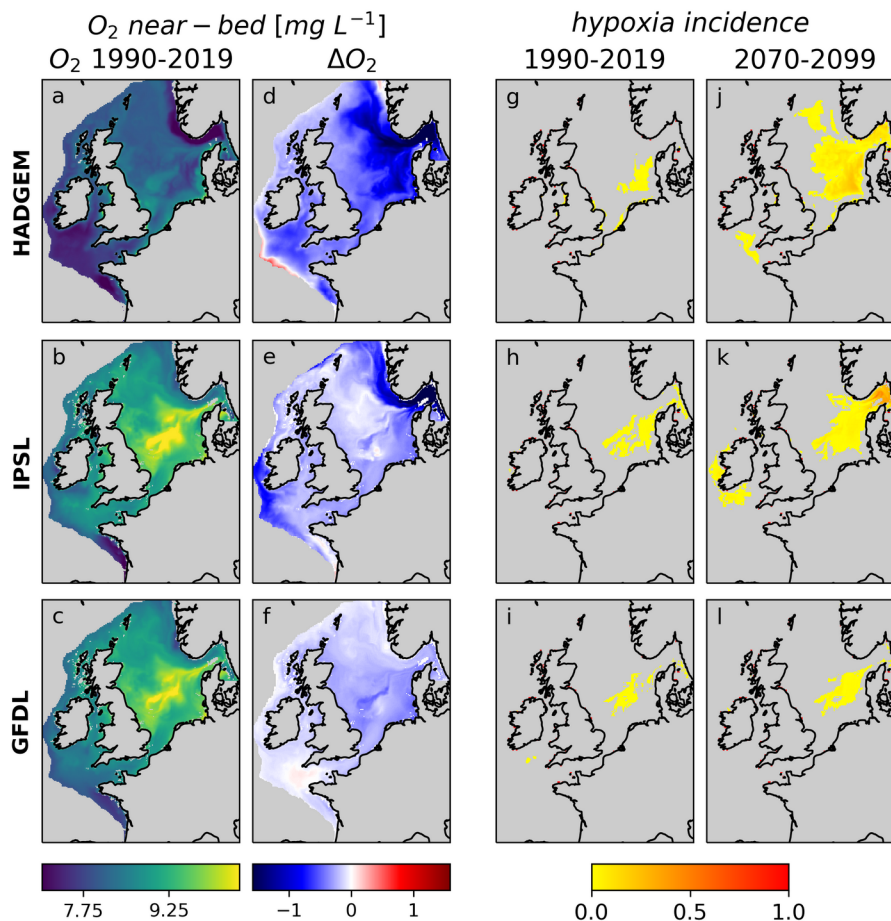 O₂ near – bed [mg L⁻¹]
hypoxia incidence
O₂ 1990-2019
ΔO₂
1990-2019
2070-2099
HADGEM
a
d
g
j
IPSL
b
e
h
k
GFDL
c
f
i
l
7.75 9.25
−1 0 1
0.0 0.5 1.0